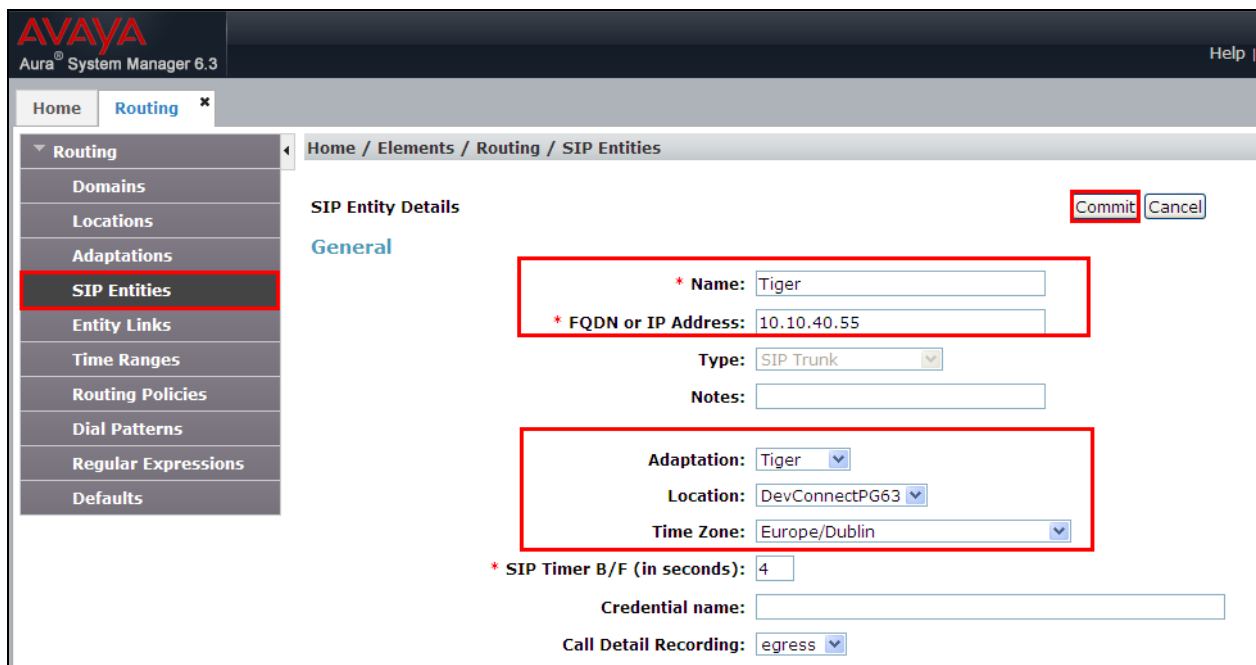 AVAYA
Aura® System Manager 6.3
Help |
Home
Routing ×
Routing
Domains
Locations
Adaptations
SIP Entities
Entity Links
Time Ranges
Routing Policies
Dial Patterns
Regular Expressions
Defaults
Home / Elements / Routing / SIP Entities
SIP Entity Details
Commit Cancel
General
* Name: Tiger
* FQDN or IP Address: 10.10.40.55
Type: SIP Trunk
Notes:
Adaptation: Tiger
Location: DevConnectPG63
Time Zone: Europe/Dublin
* SIP Timer B/F (in seconds): 4
Credential name:
Call Detail Recording: egress